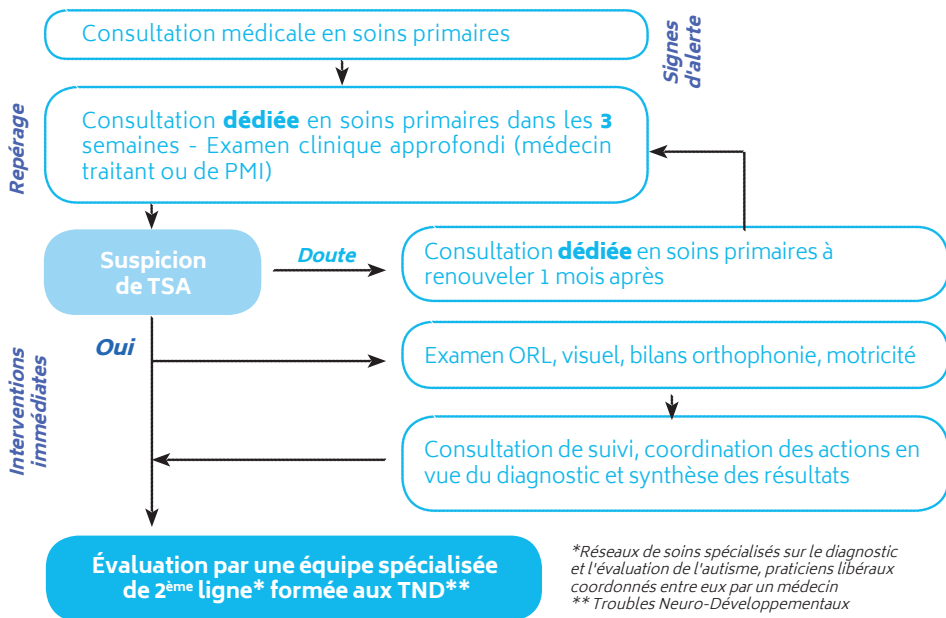 Consultation médicale en soins primaires
Signes
d'alerte
Repérage
Consultation dédiée en soins primaires dans les 3
semaines - Examen clinique approfondi (médecin
traitant ou de PMI)
Suspicion
de TSA
Doute
Consultation dédiée en soins primaires à
renouveler 1 mois après
Oui
Interventions
immédiates
Examen ORL, visuel, bilans orthophonie, motricité
Consultation de suivi, coordination des actions en
vue du diagnostic et synthèse des résultats
Évaluation par une équipe spécialisée
de 2ème ligne* formée aux TND**
*Réseaux de soins spécialisés sur le diagnostic
et l'évaluation de l'autisme, praticiens libéraux
coordonnés entre eux par un médecin
** Troubles Neuro-Développementaux